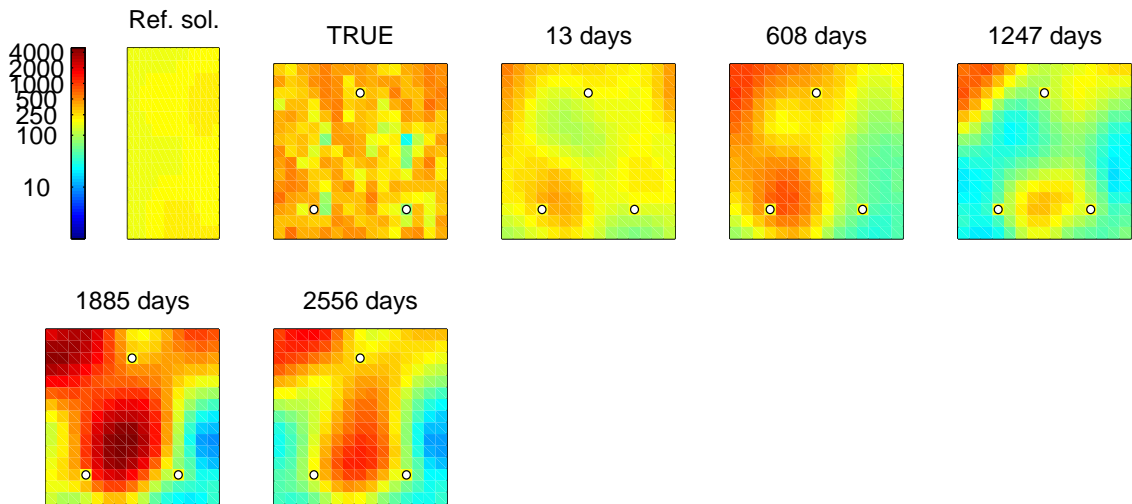 Ref. sol.
TRUE
13 days
608 days
1247 days
4000
2000
1000
500
250
100
10
1885 days
2556 days